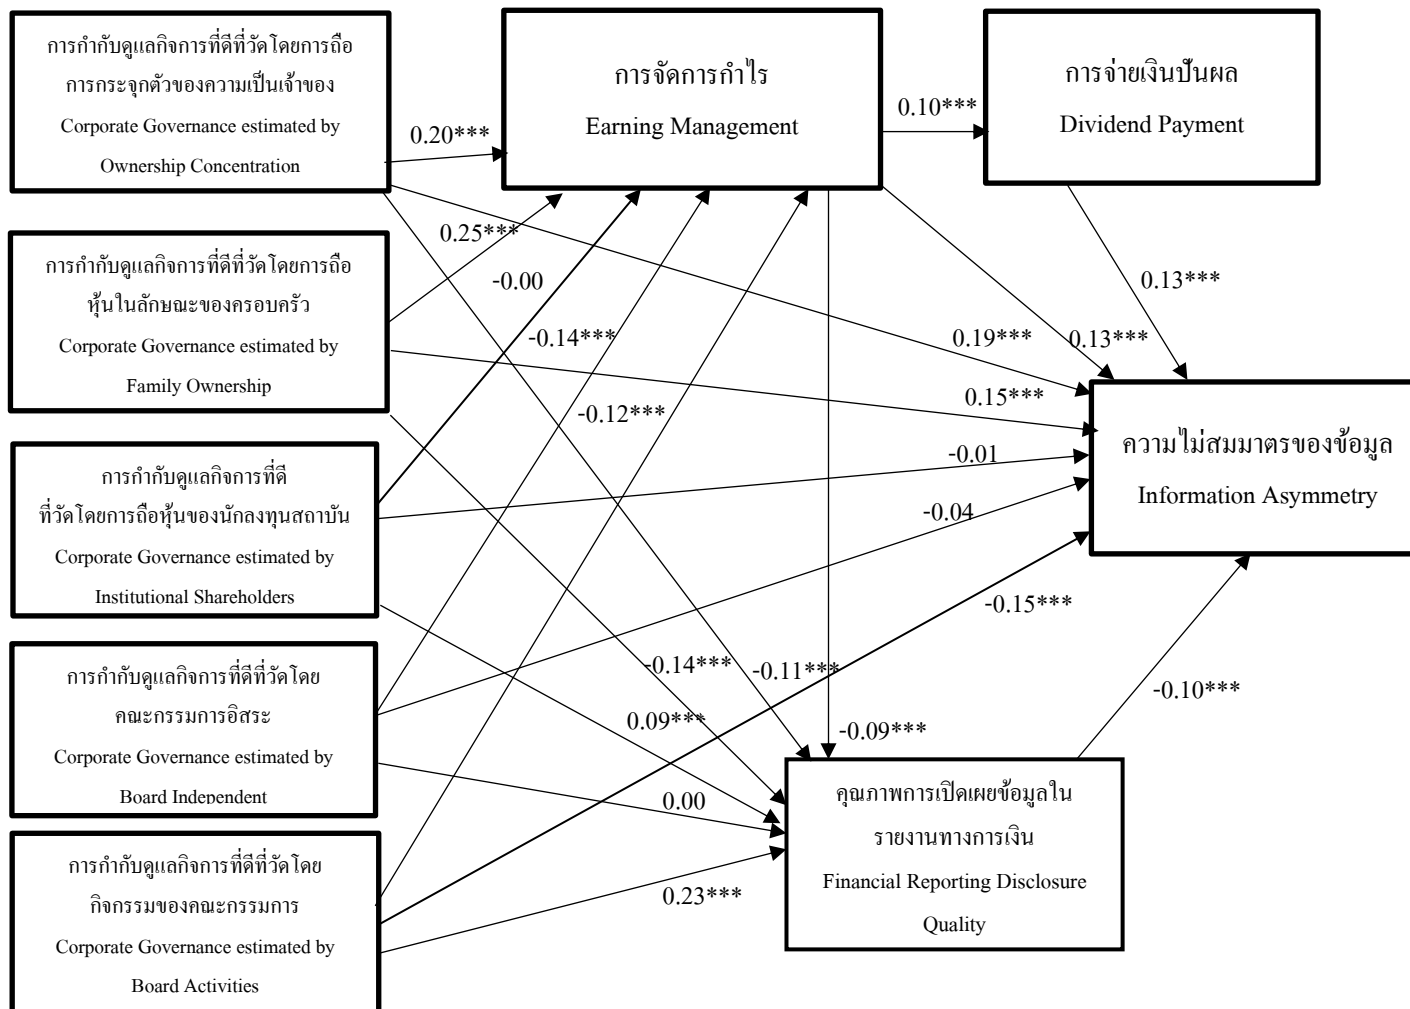 การกำกับดูแลกิจการที่ดีที่วัดโดยการถือ
การกระจุกตัวของความเป็นเจ้าของ
Corporate Governance estimated by
Ownership Concentration
การจัดการกำไร
Earning Management
การจ่ายเงินปันผล
Dividend Payment
0.20***
0.10***
การกำกับดูแลกิจการที่ดีที่วัดโดยการถือ
หุ้นในลักษณะของครอบครัว
Corporate Governance estimated by
Family Ownership
0.25***
-0.00
-0.14***
-0.12***
0.19***
0.13***
0.13***
0.15***
-0.01
-0.04
-0.15***
ความไม่สมมาตรของข้อมูล
Information Asymmetry
การกำกับดูแลกิจการที่ดี
ที่วัดโดยการถือหุ้นของนักลงทุนสถาบัน
Corporate Governance estimated by
Institutional Shareholders
การกำกับดูแลกิจการที่ดีที่วัดโดย
คณะกรรมการอิสระ
Corporate Governance estimated by
Board Independent
-0.14***
-0.11***
0.09***
-0.09***
-0.10***
0.00
0.23***
คุณภาพการเปิดเผยข้อมูลใน
รายงานทางการเงิน
Financial Reporting Disclosure
Quality
การกำกับดูแลกิจการที่ดีที่วัดโดย
กิจกรรมของคณะกรรมการ
Corporate Governance estimated by
Board Activities